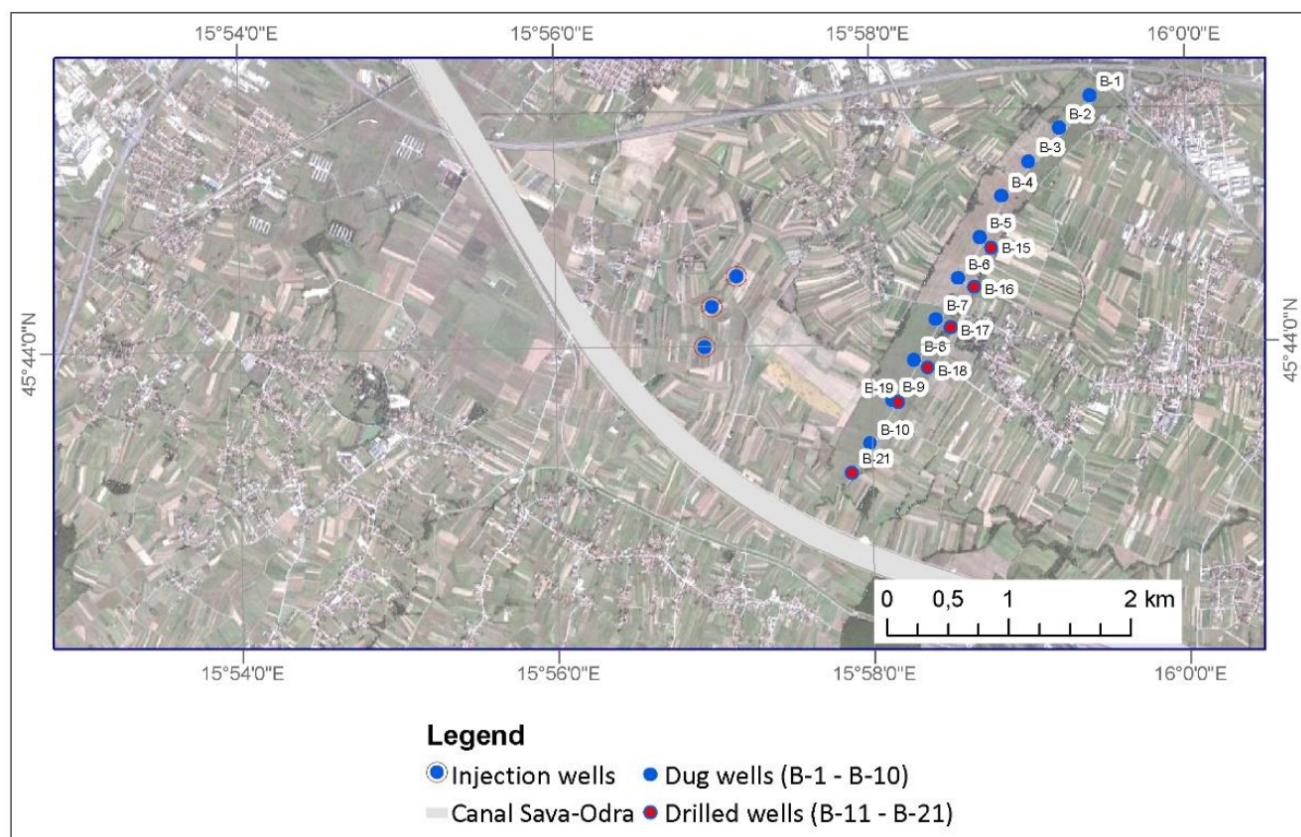 15°54'0"E 15°56'0"E 15°58'0"E 16°0'0"E
B-1
B-2
B-3
B-4
B-5
B-15
B-6
B-16
B-7
B-17
B-8
B-18
B-19 B-9
B-10
B-21
45°44'0"N 45°44'0"N
0 0,5 1 2 km
15°54'0"E 15°56'0"E 15°58'0"E 16°0'0"E
Legend
Injection wells Dug wells (B-1 - B-10)
Canal Sava-Odra Drilled wells (B-11 - B-21)